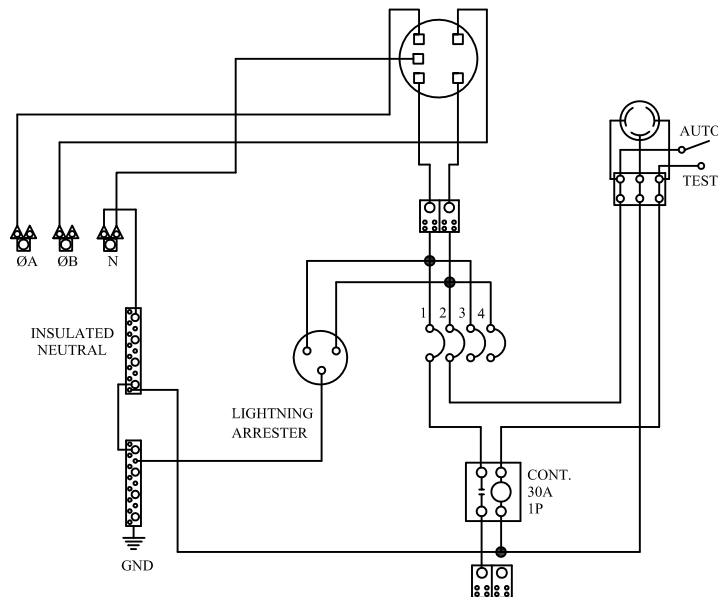 AUTO
TEST
ØA ØB N
1 2 3 4
INSULATED
NEUTRAL
LIGHTNING
ARRESTER
CONT.
30A
1P
GND